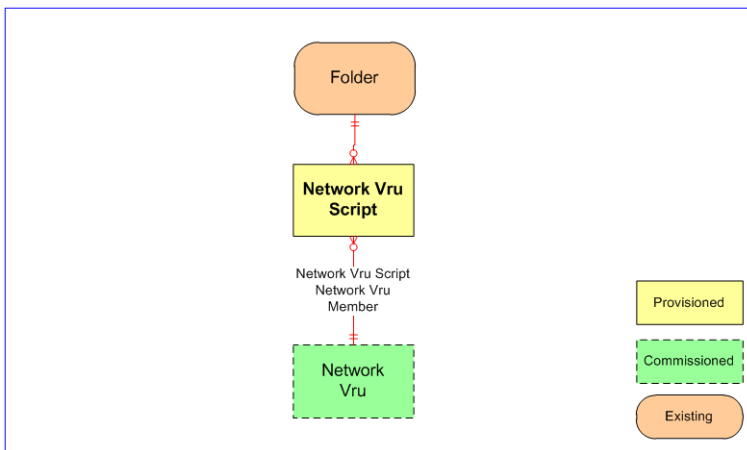 Folder
Network Vru
Script
Network Vru Script
Network Vru
Member
Network
Vru
Provisioned
Commissioned
Existing